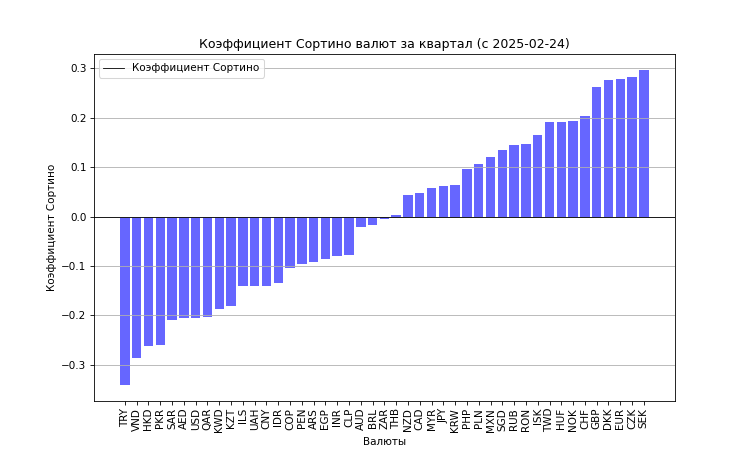 Коэффициент Сортино валют за квартал (с 2025-02-24)
Коэффициент Сортино
0.3
0.2
0.1
0.0
−0.1
−0.2
−0.3
Коэффициент Сортино
TRY VND HKD PKR SAR AED USD QAR KWD KZT ILS UAH CNY IDR COP PEN ARS EGP INR CLP AUD BRL ZAR THB NZD CAD MYR JPY KRW PHP PLN MXN SGD RUB RON ISK TWD HUF NOK CHF GBP DKK EUR CZK SEK
Валюты